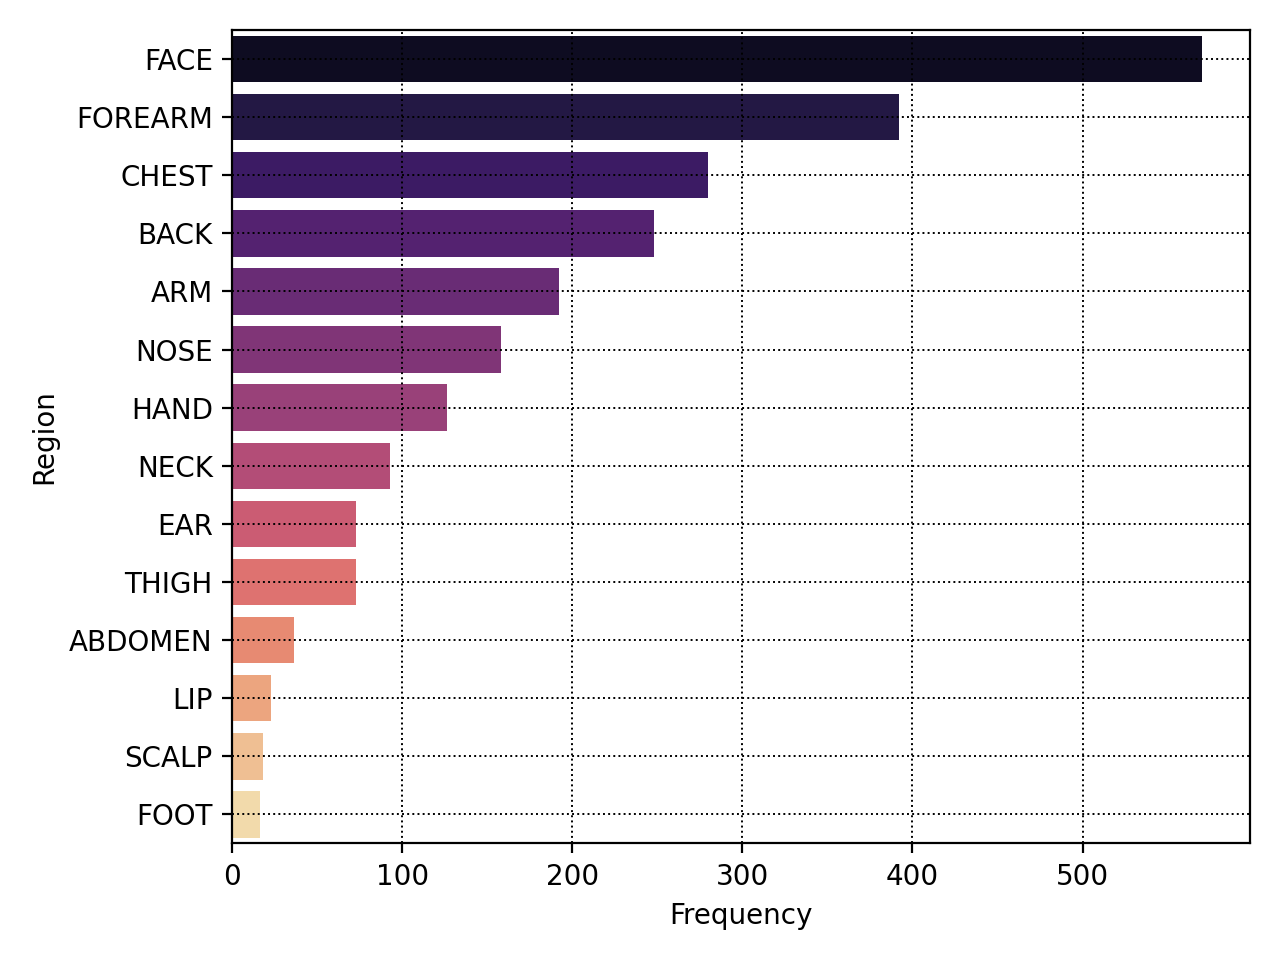 FACE
FOREARM
CHEST
BACK
ARM
NOSE
HAND
NECK
EAR
THIGH
ABDOMEN
LIP
SCALP
FOOT
Region
0 100 200 300 400 500
Frequency